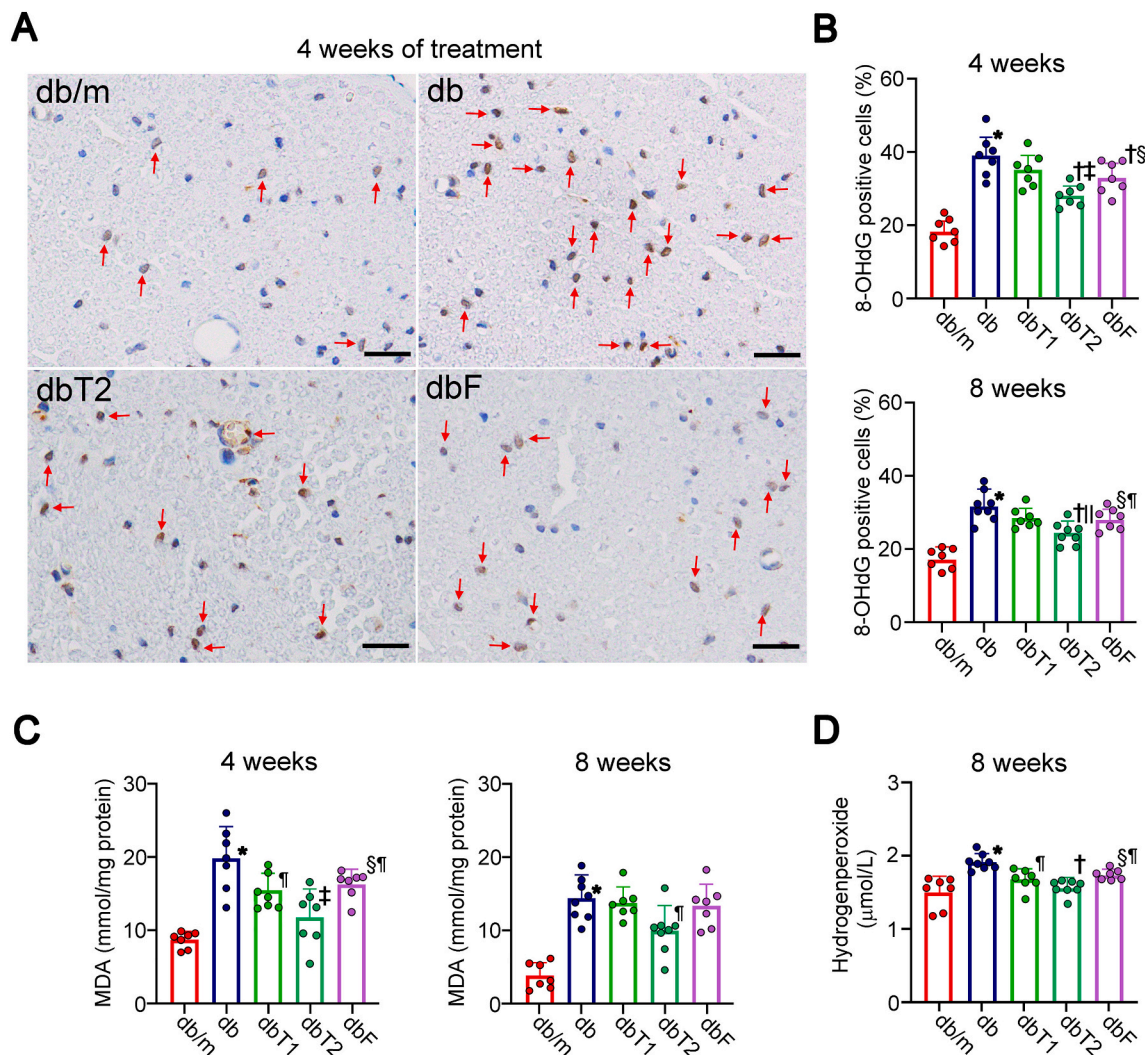 A
4 weeks of treatment
db/m
db
dbT2
dbF
B
4 weeks
8-OHdG positive cells (%)
60
40
20
0
*
†‡
†§
db/m
db
dbT1
dbT2
dbF
8 weeks
8-OHdG positive cells (%)
60
40
20
0
*
†||
§¶
db/m
db
dbT1
dbT2
dbF
C
4 weeks
MDA (mmol/mg protein)
30
20
10
0
*
¶
‡
§¶
db/m
db
dbT1
dbT2
dbF
8 weeks
MDA (mmol/mg protein)
30
20
10
0
*
¶
db/m
db
dbT1
dbT2
dbF
D
8 weeks
Hydrogenperoxide
(μmol/L)
3
2
1
0
*
¶
†
§¶
db/m
db
dbT1
dbT2
dbF